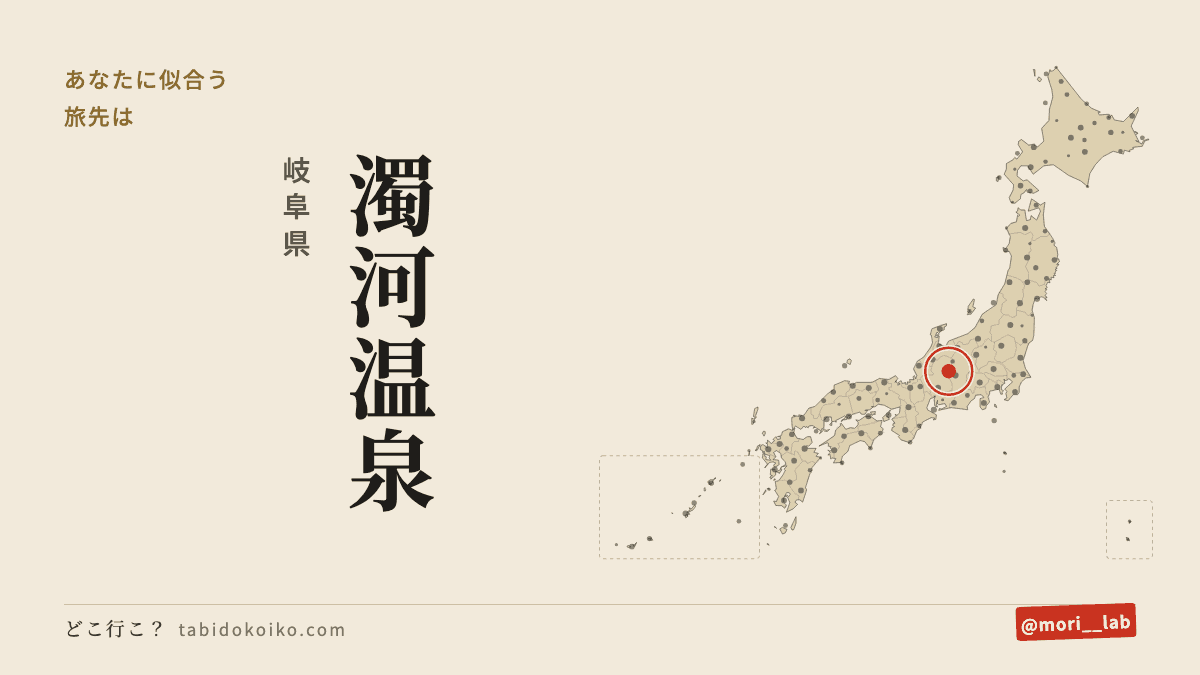 あなたに似合う
旅先は
濁河温泉
岐阜県
どこ行こ？ tabidokoiko.com
@mori__lab